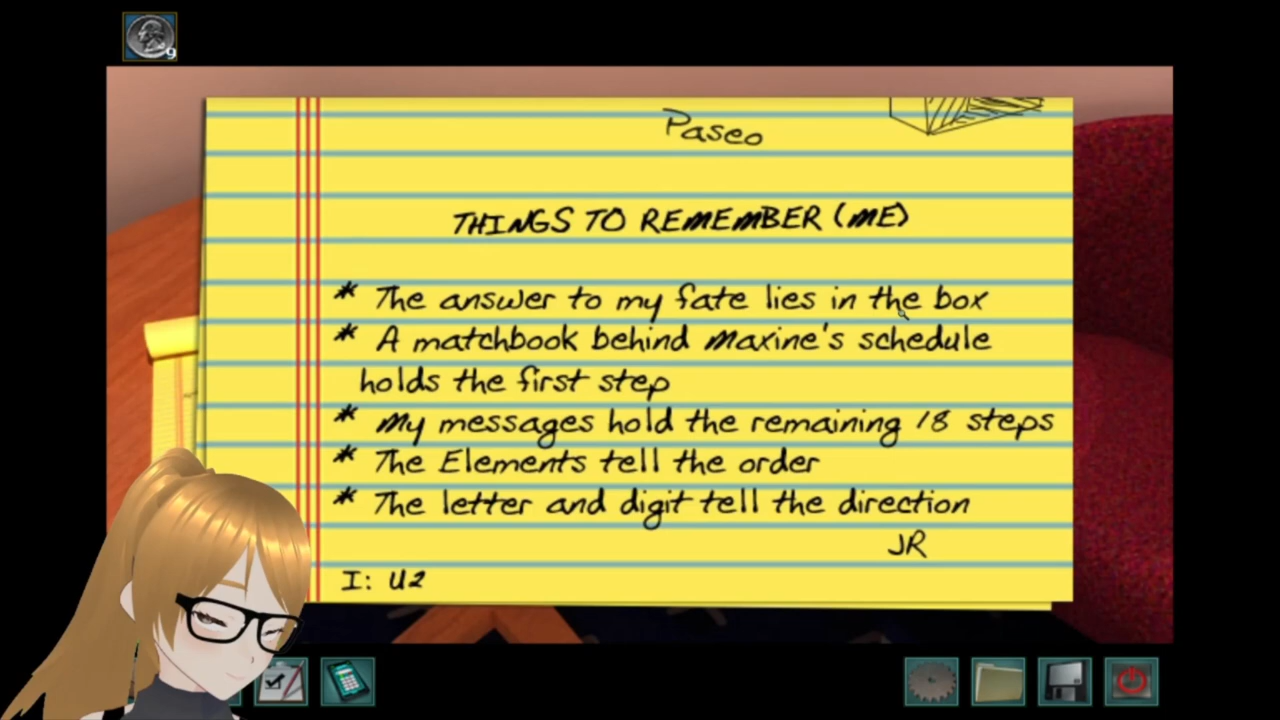 9
Paseo
THINGS TO REMEMBER (ME)
* The answer to my fate lies in the box
* A matchbook behind Maxine's schedule
holds the first step
* My messages hold the remaining 18 steps
* The Elements tell the order
* The letter and digit tell the direction
JR
I: U2